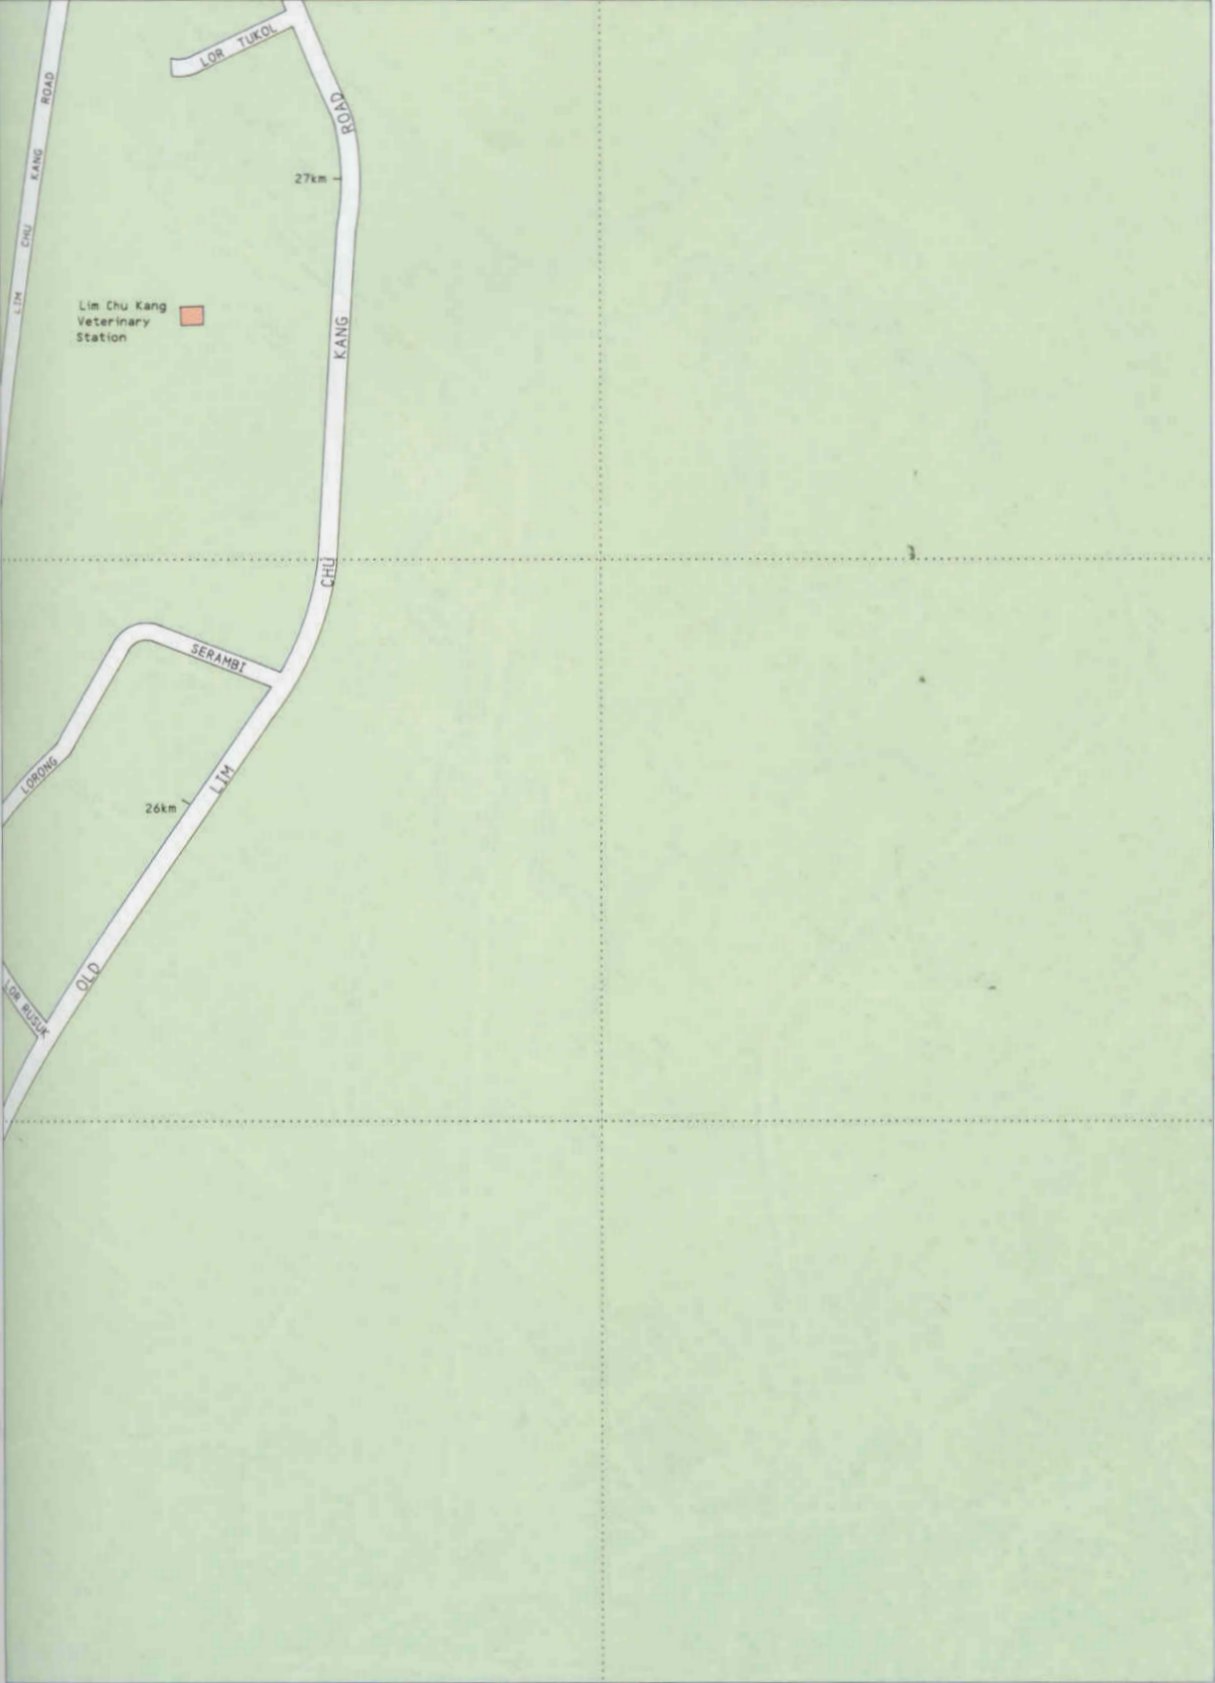 LOR TUKOL
LIM CHU KANG ROAD
27km
Lim Chu Kang
Veterinary
Station
LORONG SERAMBI
26km
OLD LIM CHU KANG ROAD
LOR RUSUK